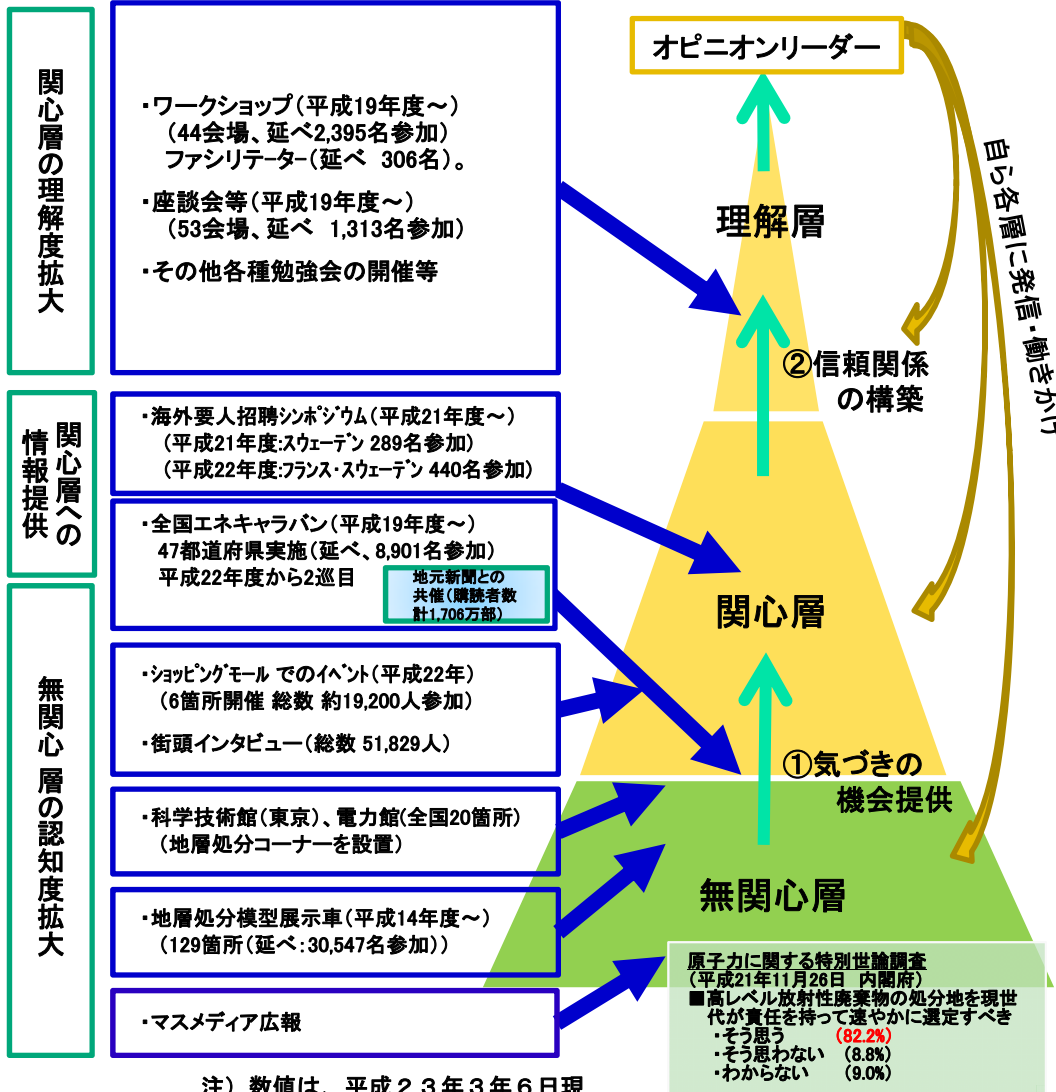 関心層の理解度拡大
・ワークショップ（平成19年度～）
（44会場、延べ2,395名参加）
ファシリテーター（延べ 306名）。
・座談会等（平成19年度～）
（53会場、延べ 1,313名参加）
・その他各種勉強会の開催等
関心層への
情報提供
・海外要人招聘シンポジウム（平成21年度～）
（平成21年度:スウェーデン 289名参加）
（平成22年度:フランス・スウェーデン 440名参加）
・全国エネキャラバン（平成19年度～）
47都道府県実施（延べ、8,901名参加）
平成22年度から2巡目
地元新聞との
共催（購読者数
計1,706万部）
無関心 層の認知度拡大
・ショッピングモール でのイベント（平成22年）
（6箇所開催 総数 約19,200人参加）
・街頭インタビュー（総数 51,829人）
・科学技術館（東京）、電力館（全国20箇所）
（地層処分コーナーを設置）
・地層処分模型展示車（平成14年度～）
（129箇所（延べ：30,547名参加））
・マスメディア広報
オピニオンリーダー
理解層
②信頼関係
の構築
関心層
①気づきの
機会提供
無関心層
自ら各層に発信・働きかけ
原子力に関する特別世論調査
（平成21年11月26日 内閣府）
■高レベル放射性廃棄物の処分地を現世
代が責任を持って速やかに選定すべき
・そう思う （82.2%）
・そう思わない （8.8%）
・わからない （9.0%）
注） 数値は、平成２３年３月６日現